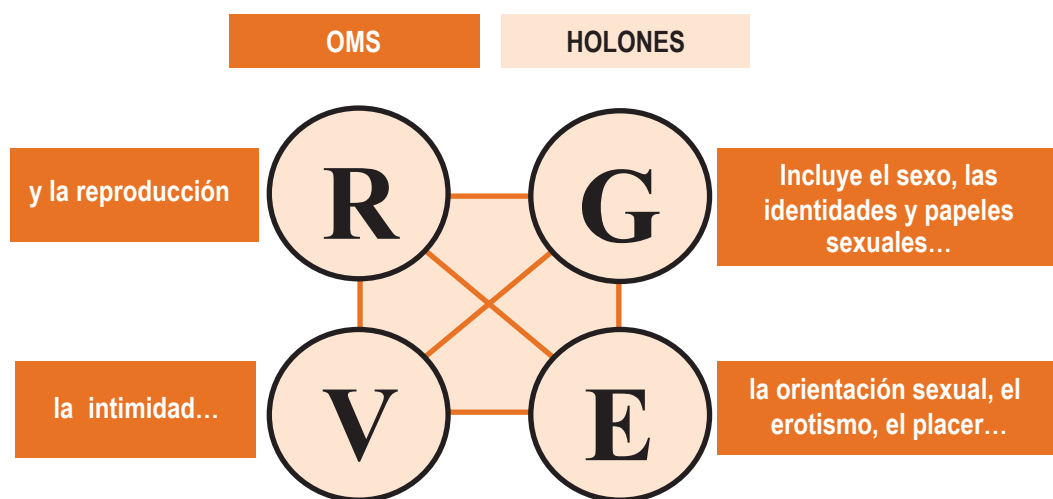 OMS
HOLONES
y la reproducción
R
G
Incluye el sexo, las
identidades y papeles
sexuales…
la intimidad…
V
E
la orientación sexual, el
erotismo, el placer…